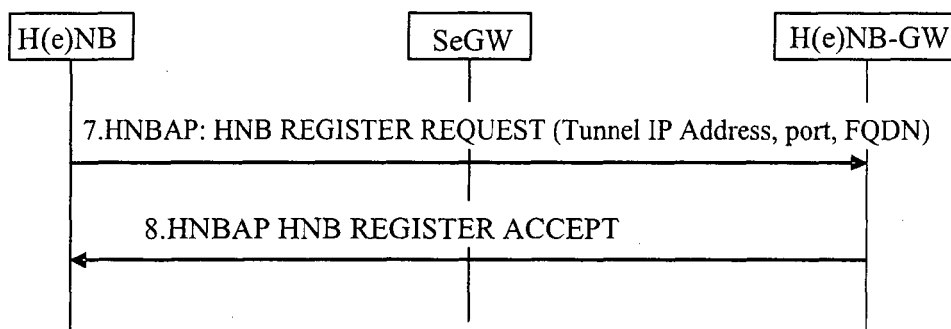 H(e)NB
SeGW
H(e)NB-GW
7.HNBAP: HNB REGISTER REQUEST (Tunnel IP Address, port, FQDN)
8.HNBAP HNB REGISTER ACCEPT